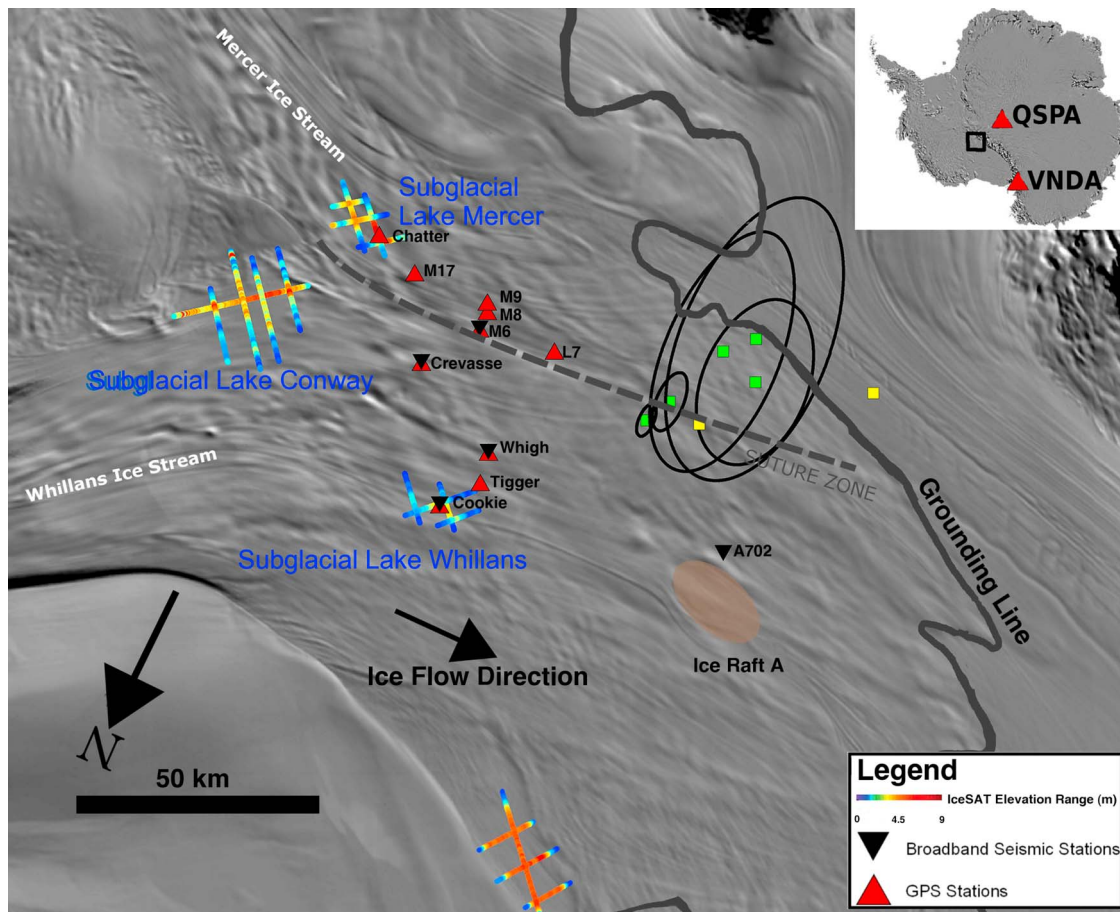 Mercer Ice Stream
QSPA
VNDA
Subglacial
Lake Mercer
Chatter
M17
M9
M8
M6
L7
Crevasse
Subglacial Lake Conway
Whillans Ice Stream
Whigh
Tigger
Cookie
SUTURE ZONE
Grounding Line
Subglacial Lake Whillans
A702
Ice Raft A
Ice Flow Direction
N
50 km
Legend
IceSAT Elevation Range (m)
0 4.5 9
Broadband Seismic Stations
GPS Stations